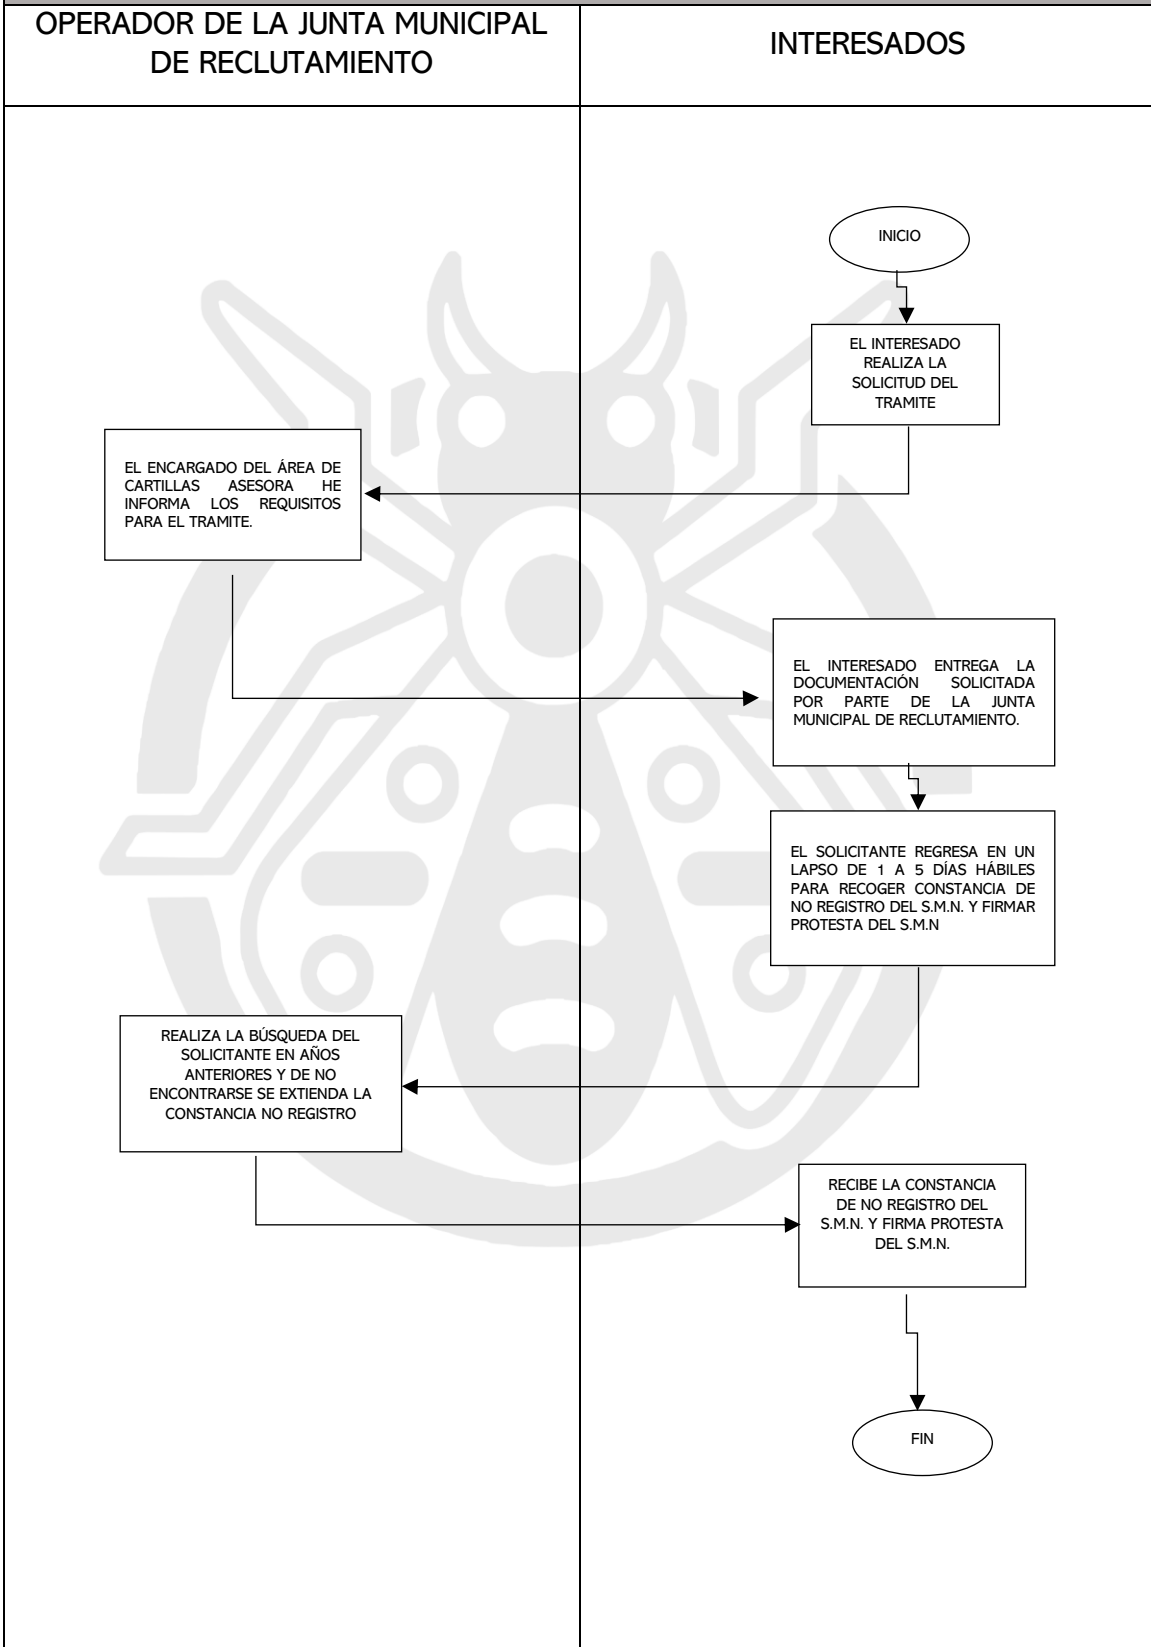 OPERADOR DE LA JUNTA MUNICIPAL
DE RECLUTAMIENTO
INTERESADOS
INICIO
EL INTERESADO
REALIZA LA
SOLICITUD DEL
TRAMITE
EL ENCARGADO DEL ÁREA DE
CARTILLAS ASESORA HE
INFORMA LOS REQUISITOS
PARA EL TRAMITE.
EL INTERESADO ENTREGA LA
DOCUMENTACIÓN SOLICITADA
POR PARTE DE LA JUNTA
MUNICIPAL DE RECLUTAMIENTO.
EL SOLICITANTE REGRESA EN UN
LAPSO DE 1 A 5 DÍAS HÁBILES
PARA RECOGER CONSTANCIA DE
NO REGISTRO DEL S.M.N. Y FIRMAR
PROTESTA DEL S.M.N
REALIZA LA BÚSQUEDA DEL
SOLICITANTE EN AÑOS
ANTERIORES Y DE NO
ENCONTRARSE SE EXTIENDA LA
CONSTANCIA NO REGISTRO
RECIBE LA CONSTANCIA
DE NO REGISTRO DEL
S.M.N. Y FIRMA PROTESTA
DEL S.M.N.
FIN